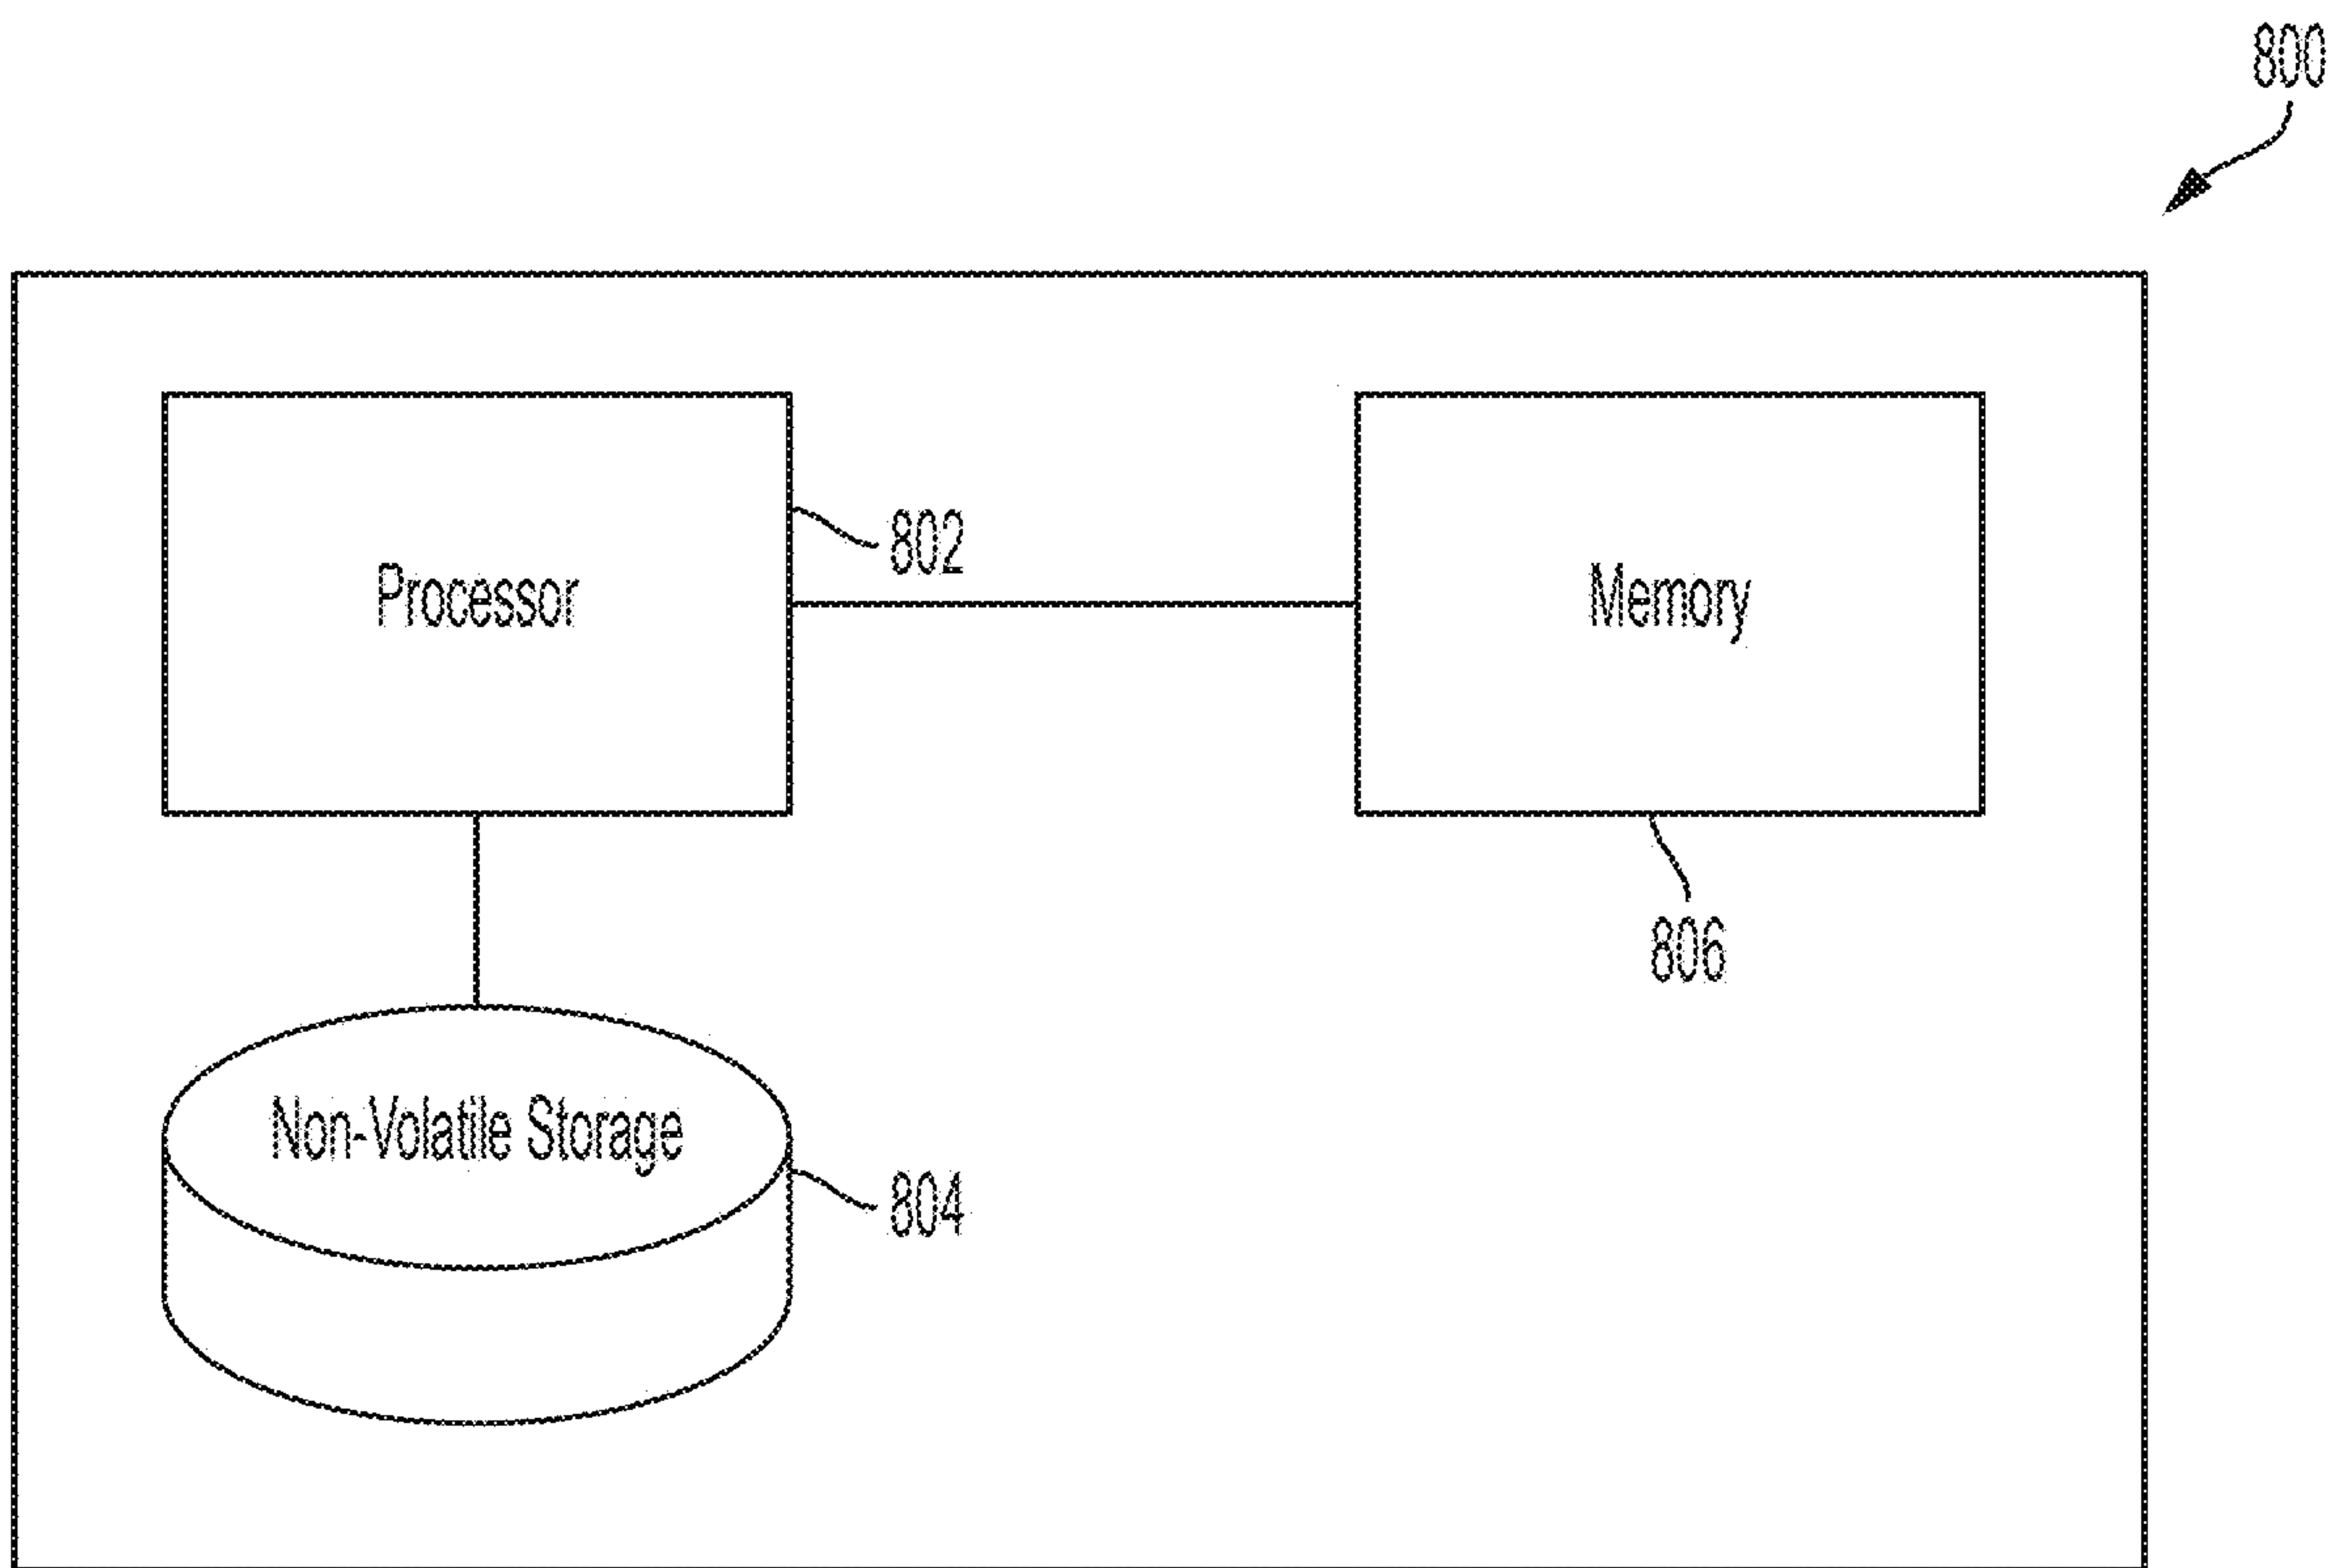 800
Processor
802
Memory
806
Non-Volatile Storage
804